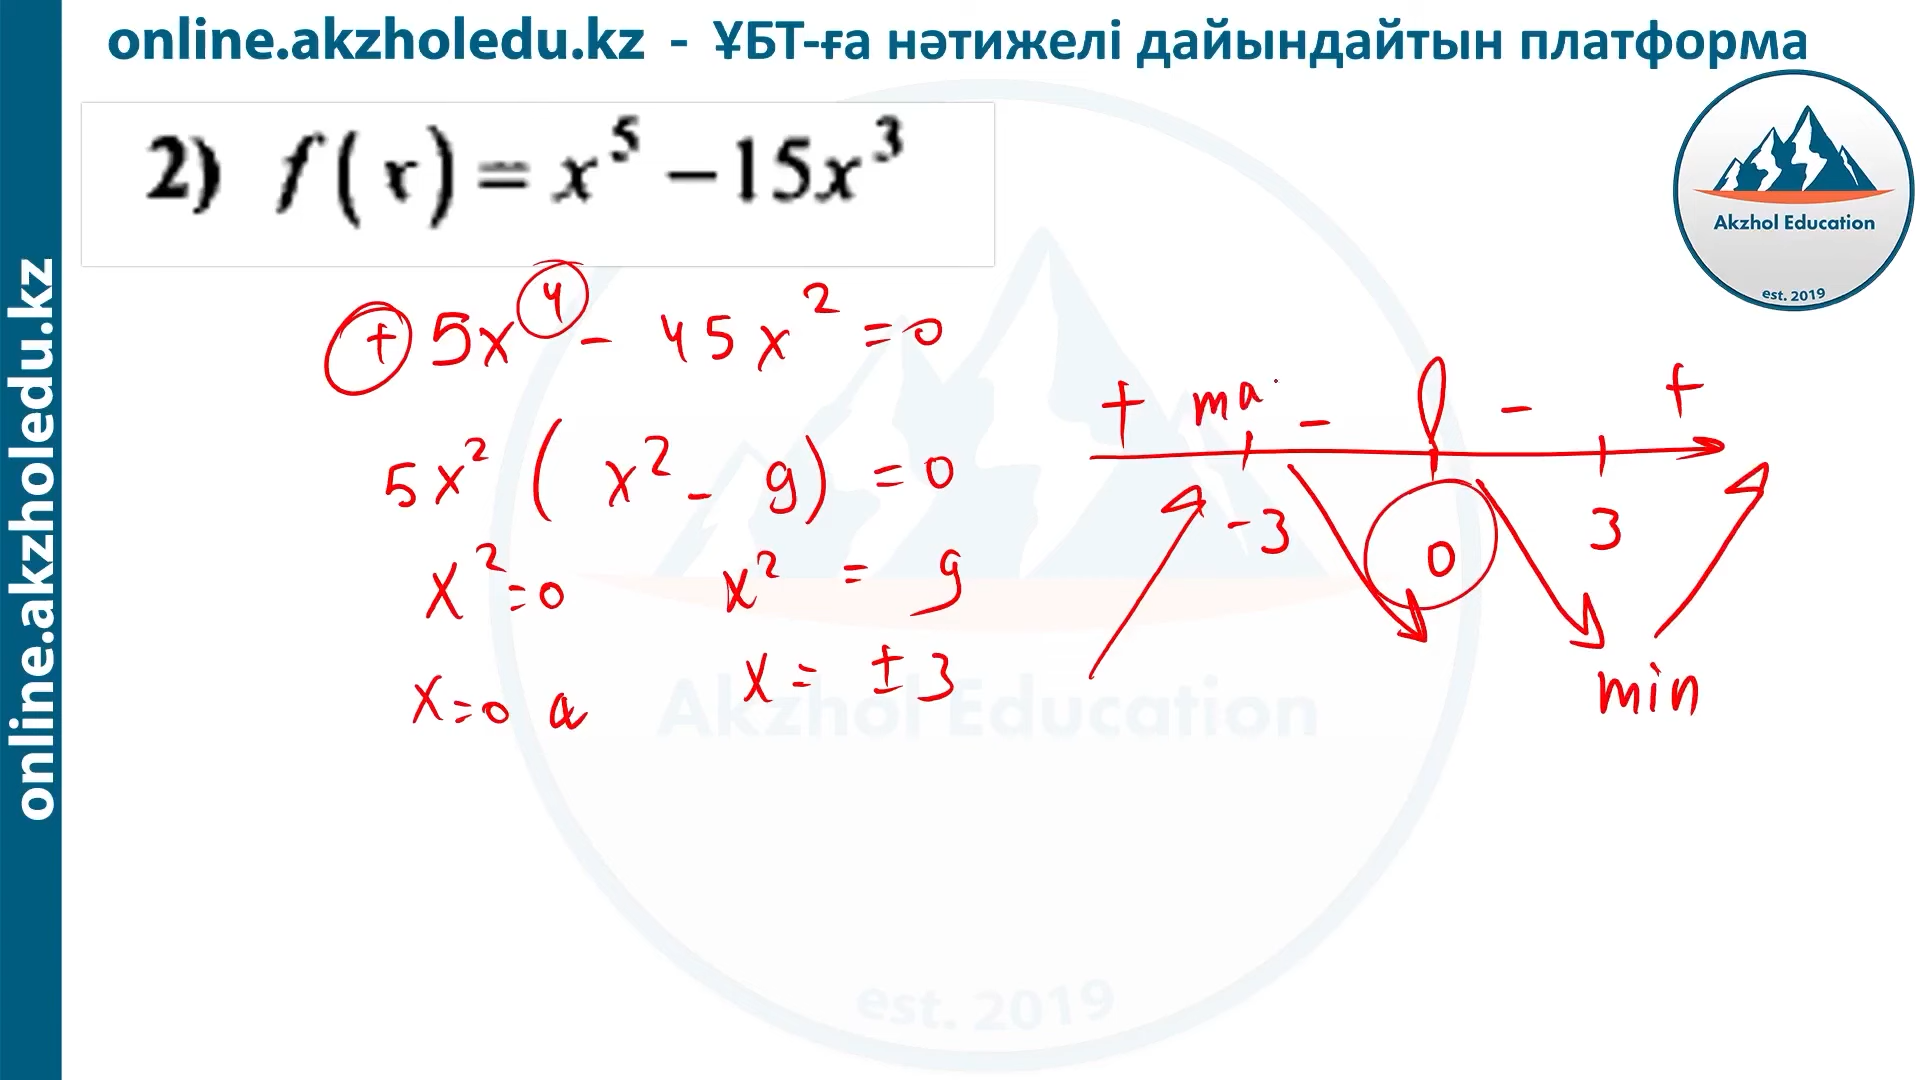 online.akzholedu.kz - ҰБТ-ға нәтижелі дайындайтын платформа
online.akzholedu.kz
Akzhol Education
est. 2019
2) f(x) = x⁵ – 15x³
+ 5x⁴ - 45x² = 0
5x² ( x² - 9) = 0
x² = 0 x² = 9
x = 0 x = ± 3
+ ma - - +
-3 0 3
min
Akzhol Education
est. 2019